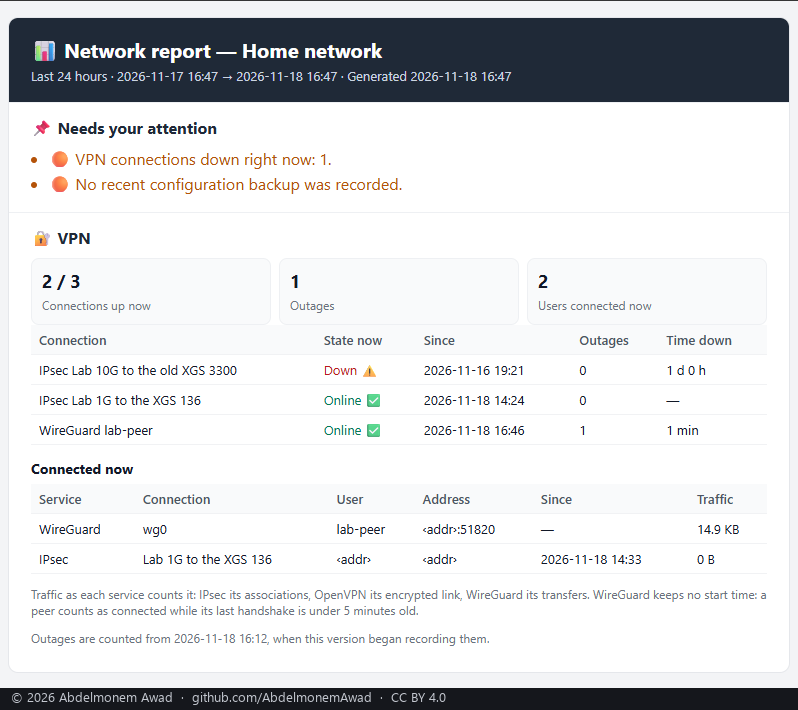 📊 Network report — Home network
Last 24 hours · 2026-11-17 16:47 → 2026-11-18 16:47 · Generated 2026-11-18 16:47
📌 Needs your attention
• 🟠 VPN connections down right now: 1.
• 🟠 No recent configuration backup was recorded.
🔐 VPN
2 / 3 1 2
Connections up now Outages Users connected now
Connection State now Since Outages Time down
IPsec Lab 10G to the old XGS 3300 Down ⚠️ 2026-11-16 19:21 0 1 d 0 h
IPsec Lab 1G to the XGS 136 Online ✅ 2026-11-18 14:24 0 —
WireGuard lab-peer Online ✅ 2026-11-18 16:46 1 1 min
Connected now
Service Connection User Address Since Traffic
WireGuard wg0 lab-peer ‹addr›:51820 — 14.9 KB
IPsec Lab 1G to the XGS 136 ‹addr› ‹addr› 2026-11-18 14:33 0 B
Traffic as each service counts it: IPsec its associations, OpenVPN its encrypted link, WireGuard its transfers. WireGuard keeps no start time: a
peer counts as connected while its last handshake is under 5 minutes old.
Outages are counted from 2026-11-18 16:12, when this version began recording them.
© 2026 Abdelmonem Awad · github.com/AbdelmonemAwad · CC BY 4.0